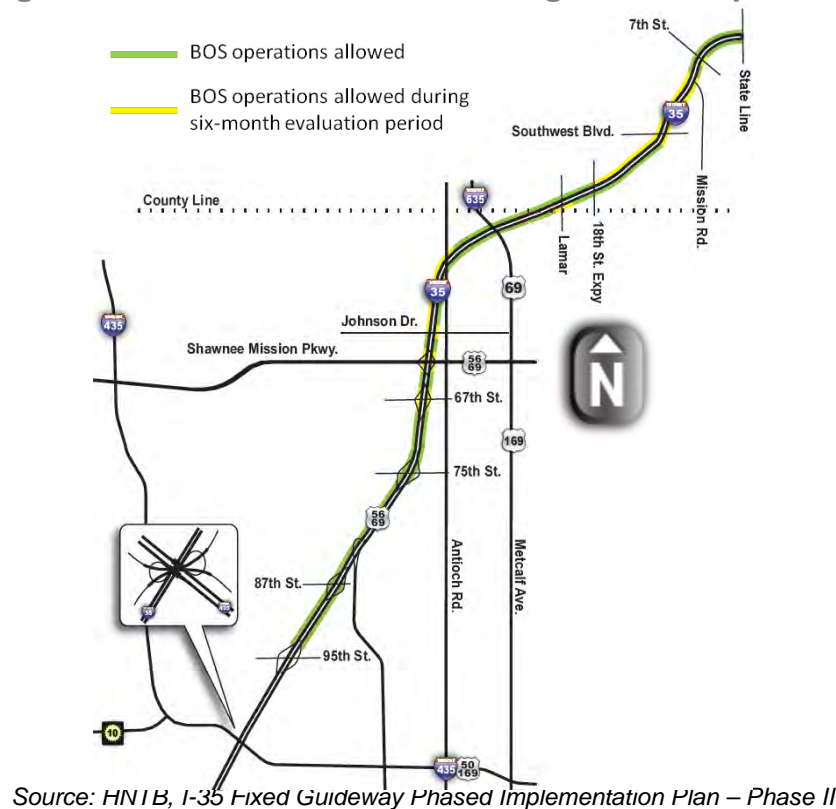 7th St.
BOS operations allowed
State Line
BOS operations allowed during
six-month evaluation period
35
Southwest Blvd.
Mission Rd.
County Line
635
Lamar
18th St. Expy
69
35
435
Johnson Dr.
Shawnee Mission Pkwy.
56
69
N
67th St.
169
75th St.
56
69
Antioch Rd.
Metcalf Ave.
87th St.
95th St.
10
435
50
169
Source: HNTB, I-35 Fixed Guideway Phased Implementation Plan – Phase II